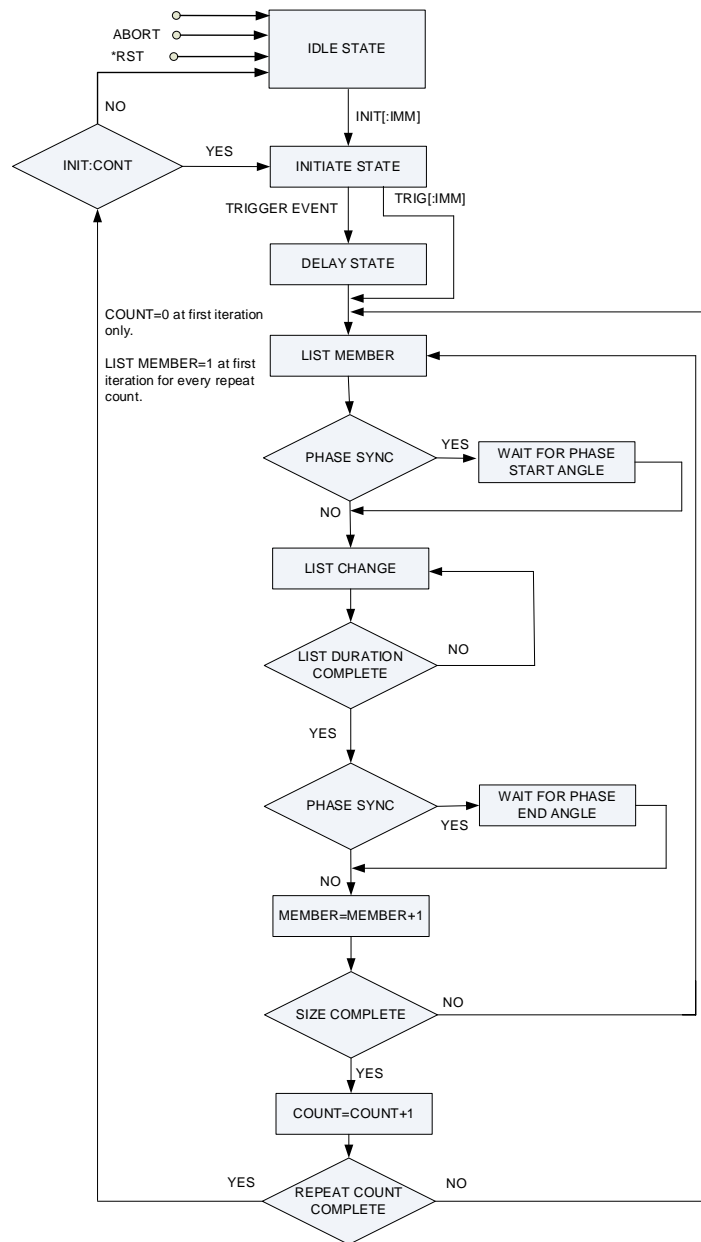 ABORT
*RST
IDLE STATE
NO
INIT[:IMM]
INIT:CONT
YES
INITIATE STATE
TRIGGER EVENT
TRIG[:IMM]
DELAY STATE
COUNT=0 at first iteration
only.
LIST MEMBER=1 at first
iteration for every repeat
count.
LIST MEMBER
PHASE SYNC
YES
WAIT FOR PHASE
START ANGLE
NO
LIST CHANGE
LIST DURATION
COMPLETE
NO
YES
PHASE SYNC
YES
WAIT FOR PHASE
END ANGLE
NO
MEMBER=MEMBER+1
SIZE COMPLETE
NO
YES
COUNT=COUNT+1
YES
REPEAT COUNT
COMPLETE
NO